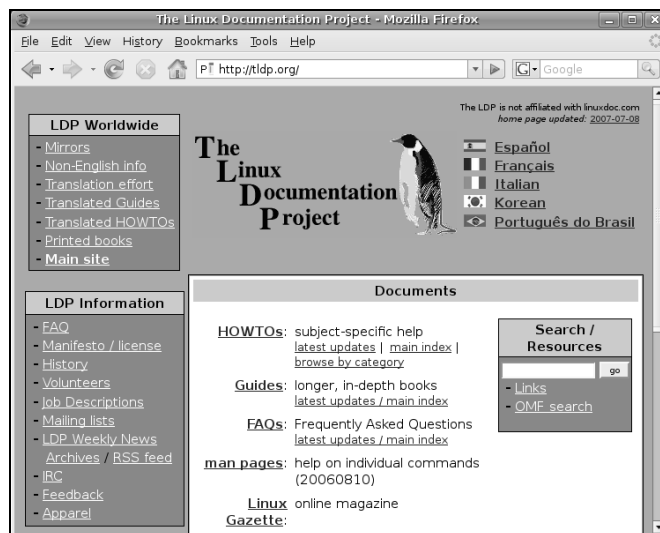 The Linux Documentation Project - Mozilla Firefox
File Edit View History Bookmarks Tools Help
http://tldp.org/
G Google
The LDP is not affiliated with linuxdoc.com
home page updated: 2007-07-08
LDP Worldwide
- Mirrors
- Non-English info
- Translation effort
- Translated Guides
- Translated HOWTOs
- Printed books
- Main site
The
Linux
Documentation
Project
Español
Français
Italian
Korean
Português do Brasil
LDP Information
- FAQ
- Manifesto / license
- History
- Volunteers
- Job Descriptions
- Mailing lists
- LDP Weekly News
Archives / RSS feed
- IRC
- Feedback
- Apparel
Documents
HOWTOs: subject-specific help
latest updates | main index |
browse by category
Guides: longer, in-depth books
latest updates / main index
FAQs: Frequently Asked Questions
latest updates / main index
man pages: help on individual commands
(20060810)
Linux online magazine
Gazette:
Search /
Resources
go
- Links
- OMF search